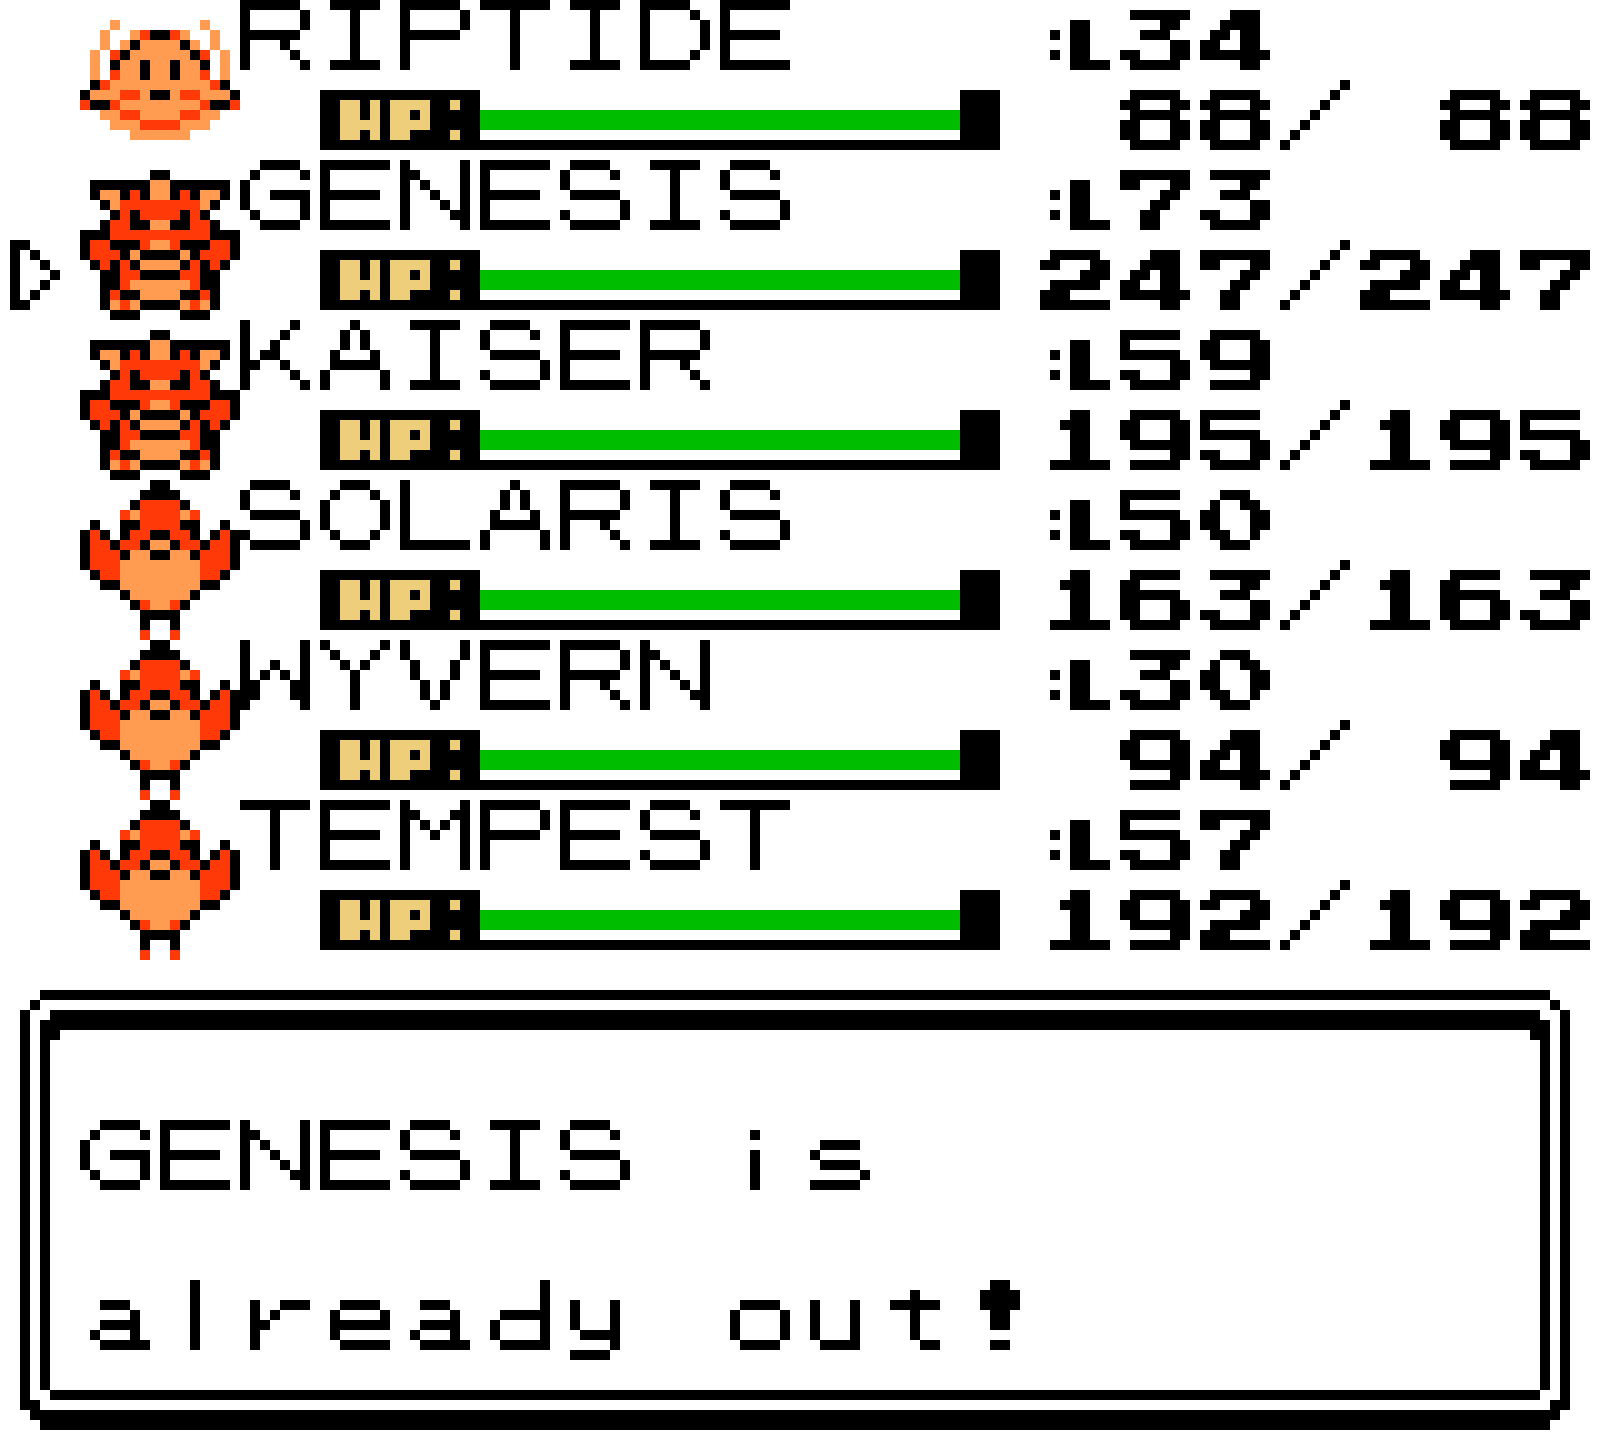 RIPTIDE :L34
HP: 88/ 88
GENESIS :L73
HP: 247/247
KAISER :L59
HP: 195/195
SOLARIS :L50
HP: 163/163
WYVERN :L30
HP: 94/ 94
TEMPEST :L57
HP: 192/192
GENESIS is
already out!